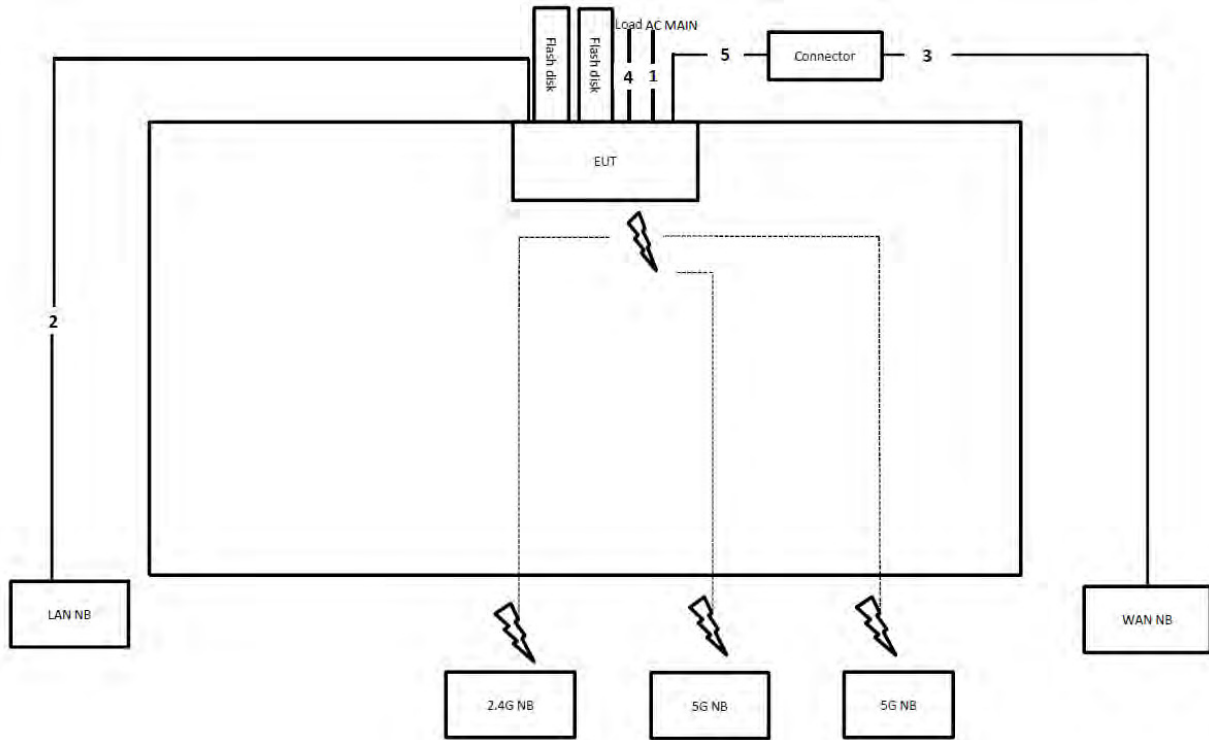 Load AC MAIN
Flash disk
Flash disk
4
1
5
Connector
3
EUT
2
LAN NB
WAN NB
2.4G NB
5G NB
5G NB